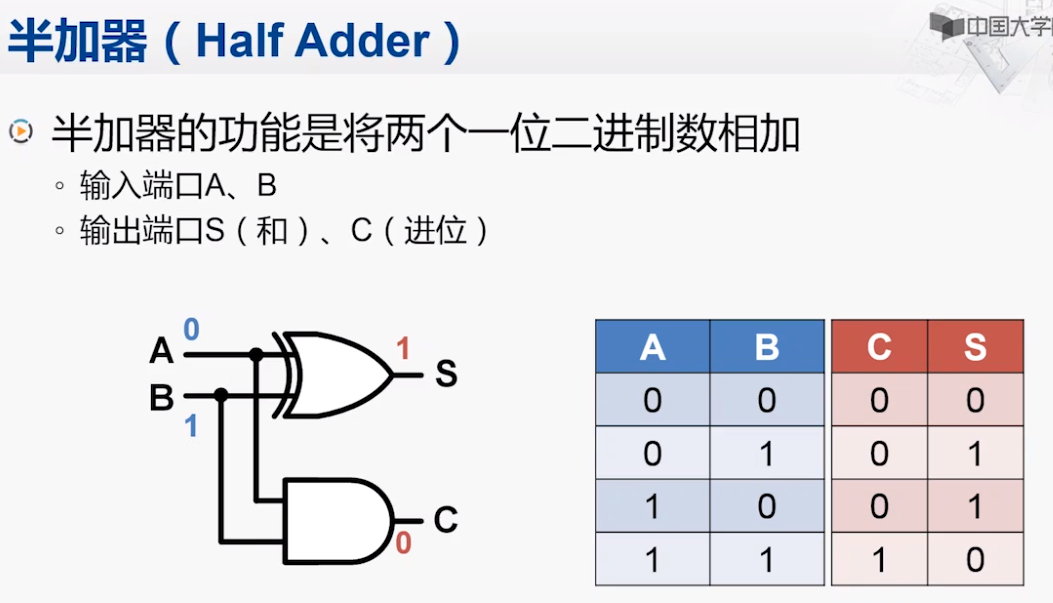 半加器（Half Adder）
中国大学
半加器的功能是将两个一位二进制数相加
输入端口A、B
输出端口S（和）、C（进位）
A 0
B 1
1 S
C 0
A B C S
0 0 0 0
0 1 0 1
1 0 0 1
1 1 1 0